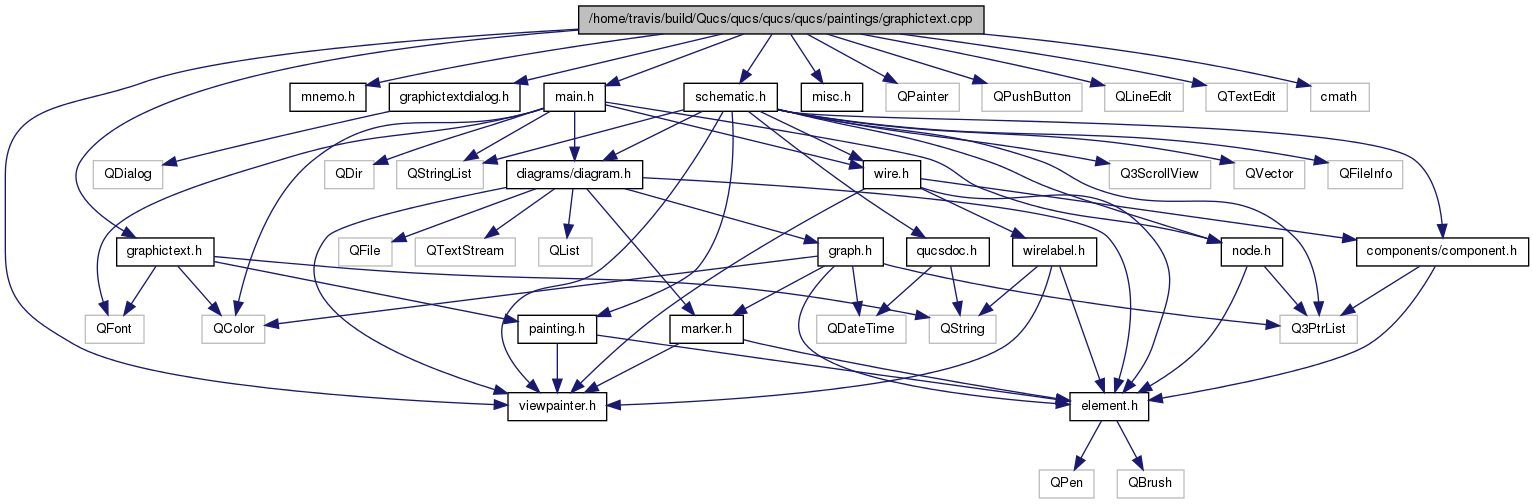 /home/travis/build/Qucs/qucs/qucs/qucs/paintings/graphictext.cpp
mnemo.h
graphictextdialog.h
main.h
schematic.h
misc.h
QPainter
QPushButton
QLineEdit
QTextEdit
cmath
QDialog
QDir
QStringList
diagrams/diagram.h
wire.h
Q3ScrollView
QVector
QFileInfo
graphictext.h
QFile
QTextStream
QList
graph.h
qucsdoc.h
wirelabel.h
node.h
components/component.h
QFont
QColor
painting.h
marker.h
QDateTime
QString
Q3PtrList
viewpainter.h
element.h
QPen
QBrush